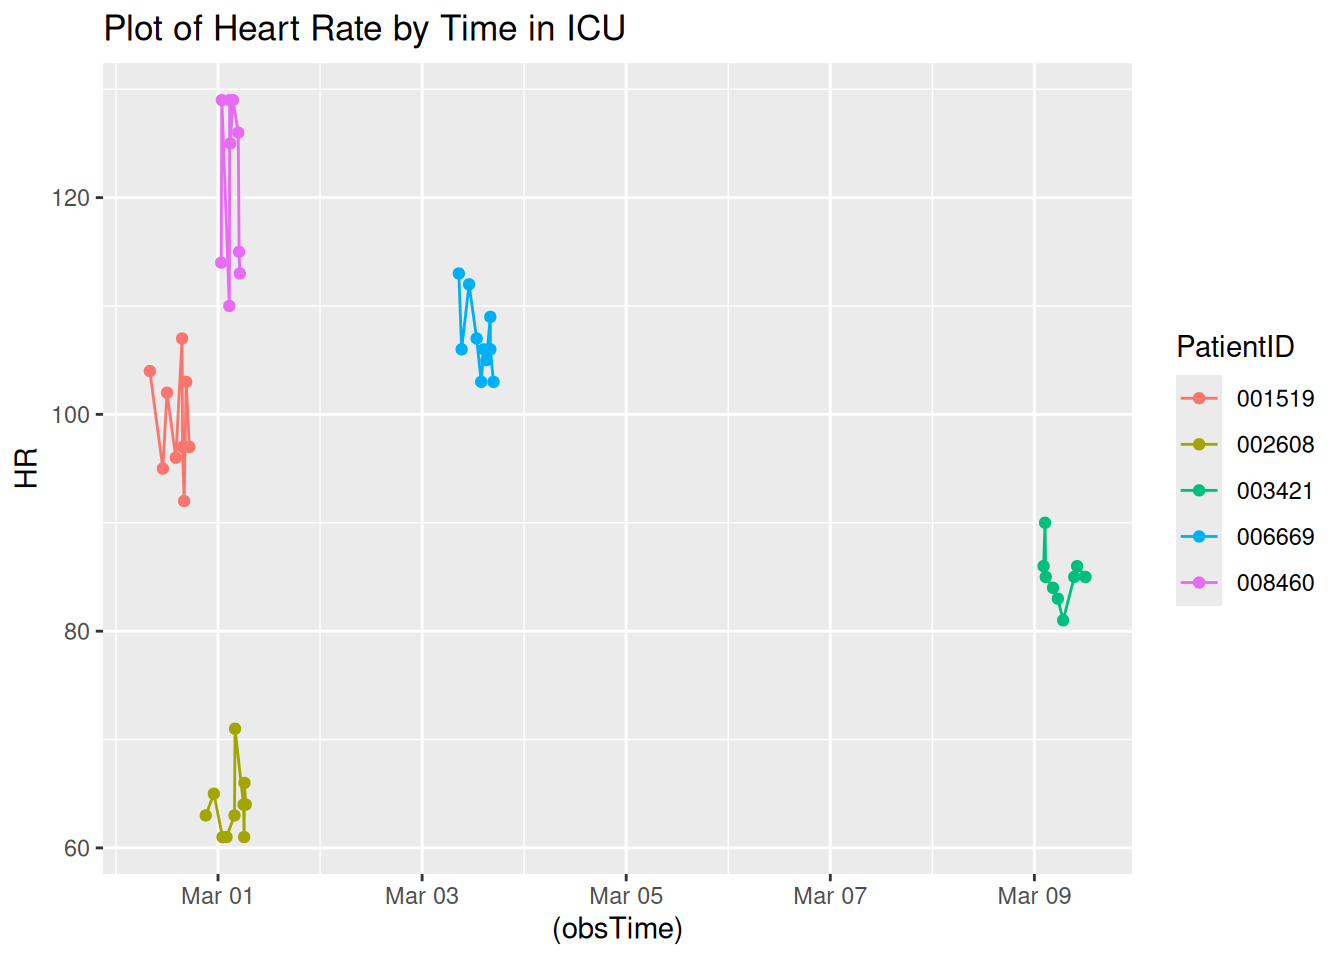 Plot of Heart Rate by Time in ICU
HR
120
100
80
60
Mar 01
Mar 03
Mar 05
Mar 07
Mar 09
(obsTime)
PatientID
001519
002608
003421
006669
008460